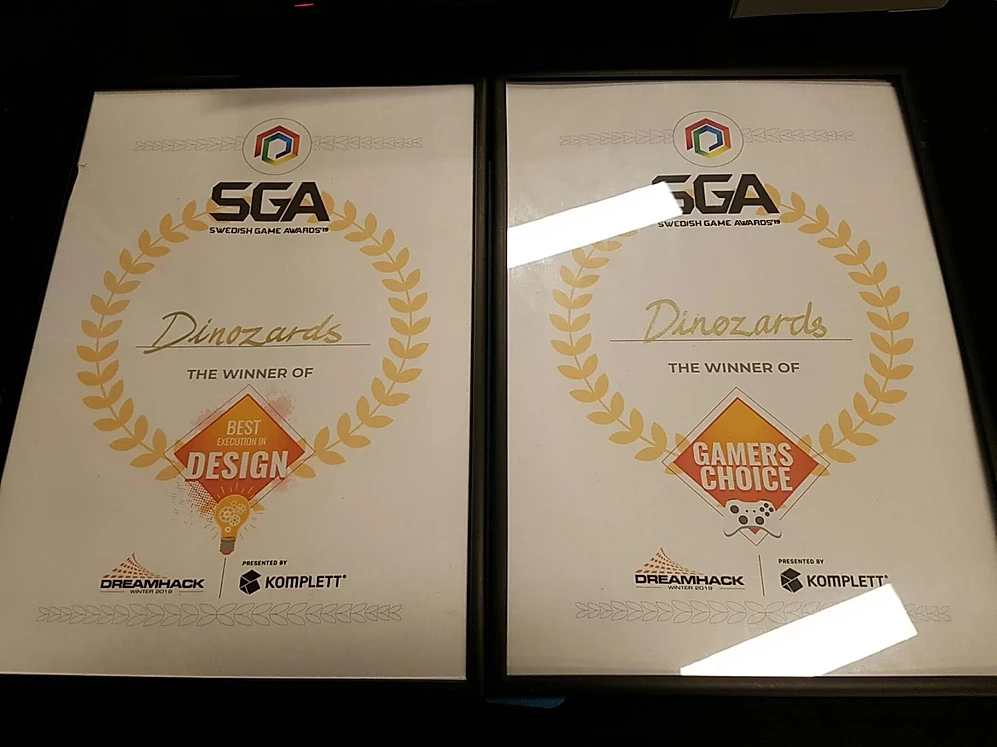 SGA
SWEDISH GAME AWARDS'19
Dinozards
THE WINNER OF
BEST
EXECUTION IN
DESIGN
DREAMHACK
WINTER 2019
PRESENTED BY
KOMPLETT®
SGA
SWEDISH GAME AWARDS'19
Dinozards
THE WINNER OF
GAMERS
CHOICE
DREAMHACK
WINTER 2019
PRESENTED BY
KOMPLETT®